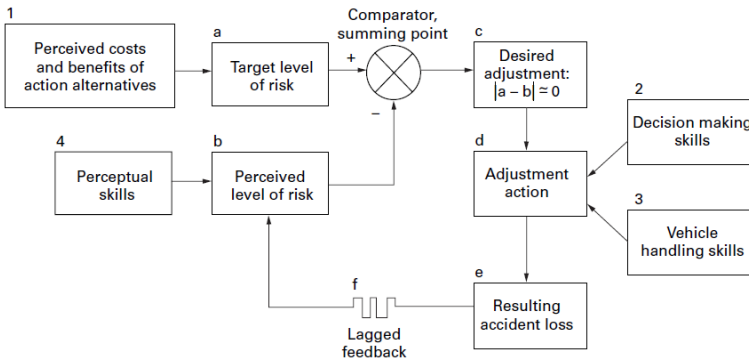 1
Perceived costs
and benefits of
action alternatives
a
Target level
of risk
+
Comparator,
summing point
−
c
Desired
adjustment:
|a – b| ≃ 0
2
Decision making
skills
4
Perceptual
skills
b
Perceived
level of risk
d
Adjustment
action
3
Vehicle
handling skills
f
Lagged
feedback
e
Resulting
accident loss